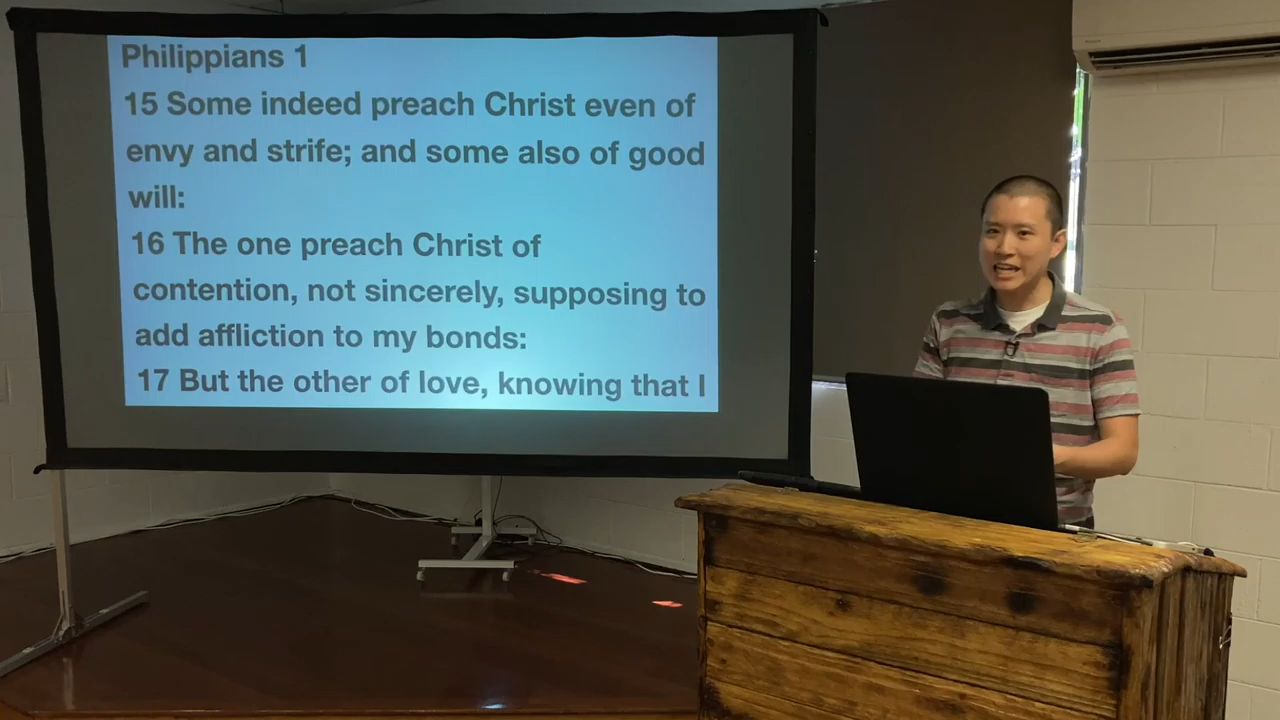 Philippians 1
15 Some indeed preach Christ even of
envy and strife; and some also of good
will:
16 The one preach Christ of
contention, not sincerely, supposing to
add affliction to my bonds:
17 But the other of love, knowing that I